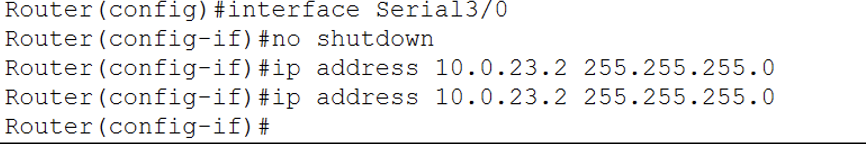 Router(config)#interface Serial3/0
Router(config-if)#no shutdown
Router(config-if)#ip address 10.0.23.2 255.255.255.0
Router(config-if)#ip address 10.0.23.2 255.255.255.0
Router(config-if)#